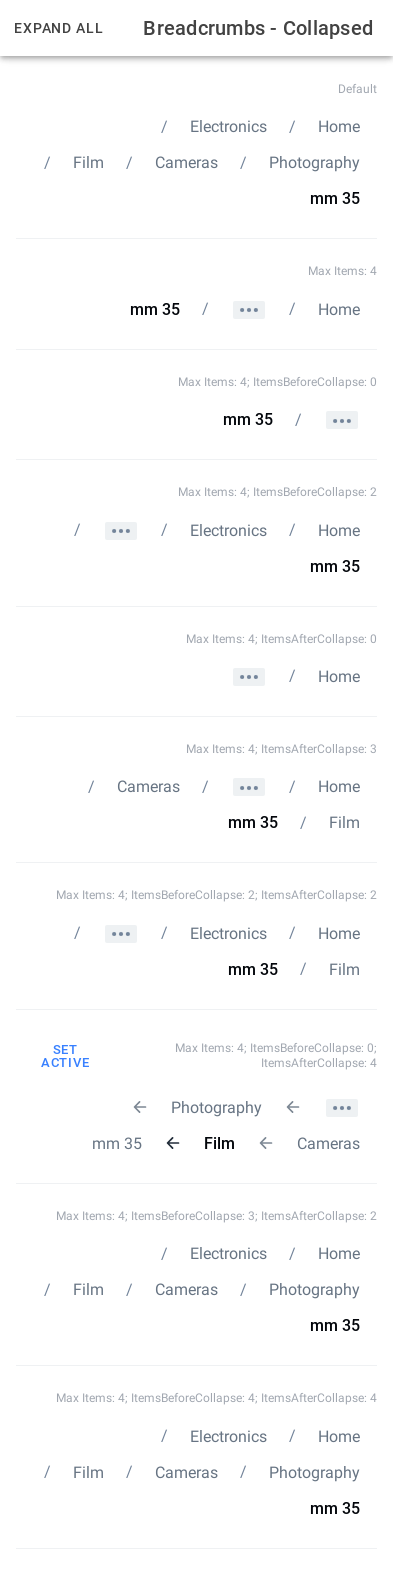 EXPAND ALL Breadcrumbs - Collapsed
Default
/ Electronics / Home
/ Film / Cameras / Photography
mm 35
Max Items: 4
mm 35 / ••• / Home
Max Items: 4; ItemsBeforeCollapse: 0
mm 35 / •••
Max Items: 4; ItemsBeforeCollapse: 2
/ ••• / Electronics / Home
mm 35
Max Items: 4; ItemsAfterCollapse: 0
••• / Home
Max Items: 4; ItemsAfterCollapse: 3
/ Cameras / ••• / Home
mm 35 / Film
Max Items: 4; ItemsBeforeCollapse: 2; ItemsAfterCollapse: 2
/ ••• / Electronics / Home
mm 35 / Film
SET
ACTIVE
Max Items: 4; ItemsBeforeCollapse: 0;
ItemsAfterCollapse: 4
← Photography ← •••
mm 35 ← Film ← Cameras
Max Items: 4; ItemsBeforeCollapse: 3; ItemsAfterCollapse: 2
/ Electronics / Home
/ Film / Cameras / Photography
mm 35
Max Items: 4; ItemsBeforeCollapse: 4; ItemsAfterCollapse: 4
/ Electronics / Home
/ Film / Cameras / Photography
mm 35